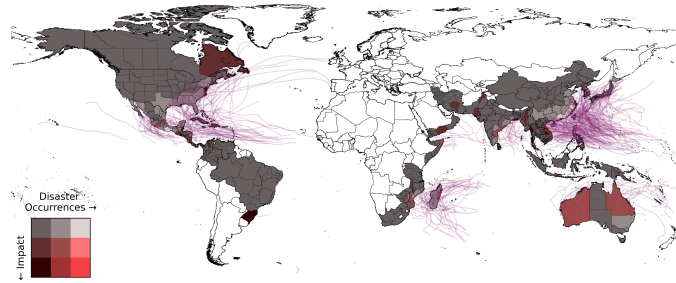 Disaster
Occurrences →
← Impact